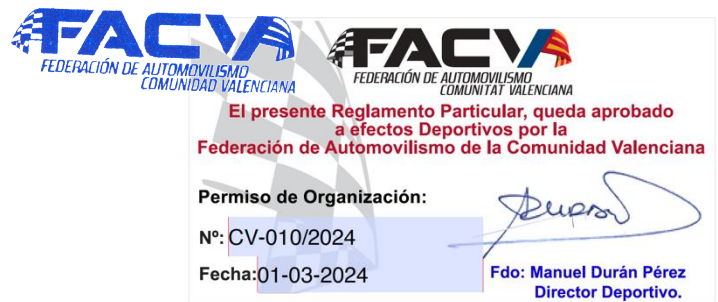 FACV
FEDERACIÓN DE AUTOMOVILISMO
COMUNIDAD VALENCIANA
FACV
FEDERACIÓN DE AUTOMOVILISMO
COMUNITAT VALENCIANA
El presente Reglamento Particular, queda aprobado
a efectos Deportivos por la
Federación de Automovilismo de la Comunidad Valenciana
Permiso de Organización:
Nº: CV-010/2024
Fecha:01-03-2024
Fdo: Manuel Durán Pérez
Director Deportivo.